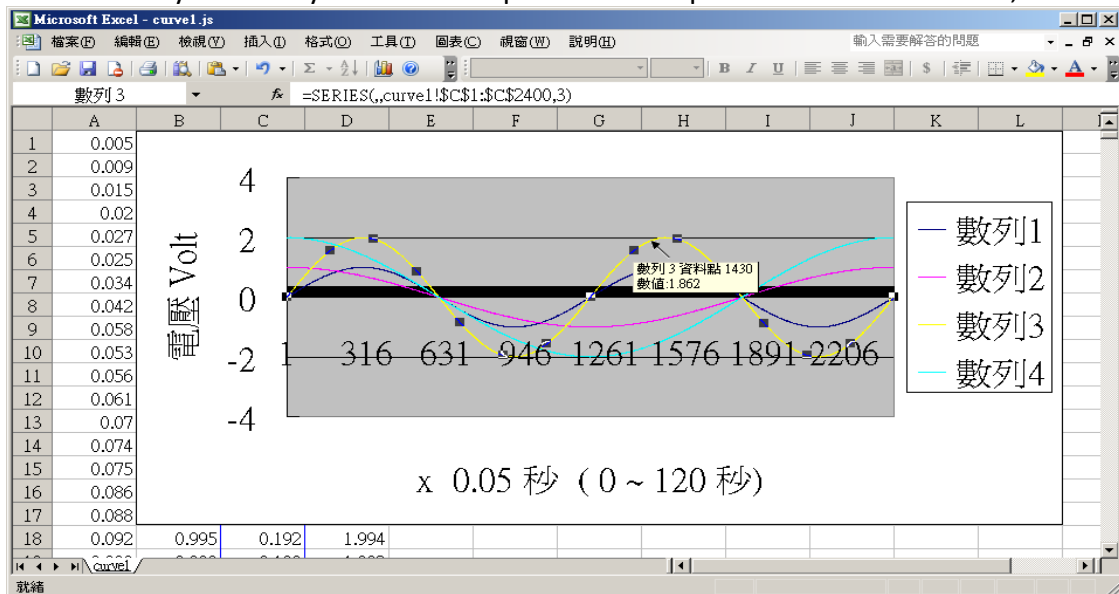 Microsoft Excel - curve1.js
檔案(F) 編輯(E) 檢視(V) 插入(I) 格式(O) 工具(T) 圖表(C) 視窗(W) 說明(H) 輸入需要解答的問題
數列 3 fx =SERIES(,,curve1!$C$1:$C$2400,3)
A B C D E F G H I J K L
1 0.005
2 0.009
3 0.015
4 0.02
5 0.027
6 0.025
7 0.034
8 0.042
9 0.058
10 0.053
11 0.056
12 0.061
13 0.07
14 0.074
15 0.075
16 0.086
17 0.088
18 0.092 0.995 0.192 1.994
電壓 Volt
4
2
0
-2
-4
1 316 631 946 1261 1576 1891 2206
x 0.05 秒 ( 0 ~ 120 秒)
數列 3 資料點 1430
數值:1.862
數列1
數列2
數列3
數列4
curve1
就緒